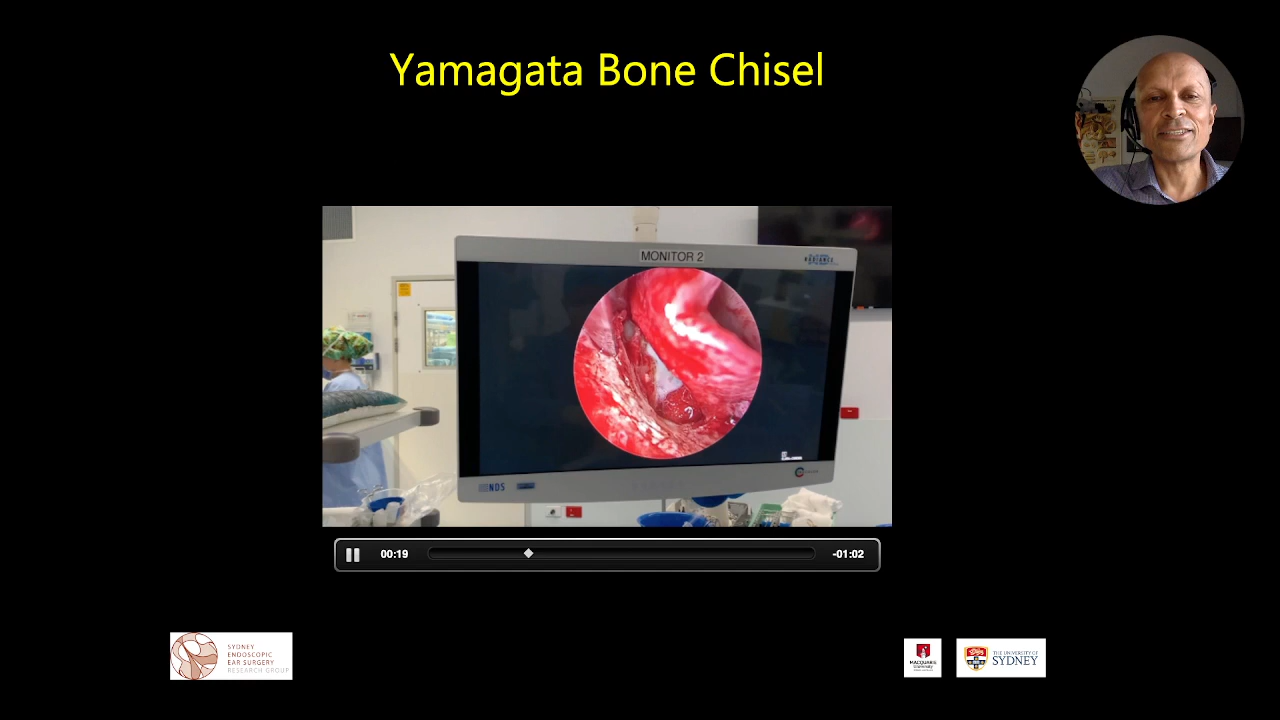 Yamagata Bone Chisel
MONITOR 2
RADIANCE
NDS
00:19
-01:02
SYDNEY
ENDOSCOPIC
EAR SURGERY
RESEARCH GROUP
MACQUARIE
University
THE UNIVERSITY OF
SYDNEY